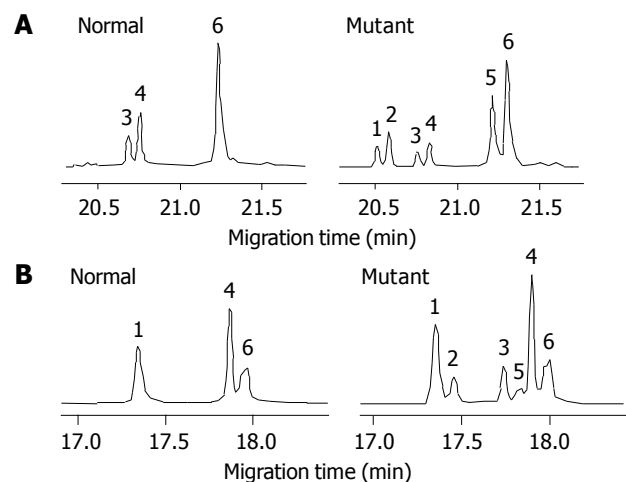 A
Normal
3 4 6
20.5 21.0 21.5
Mutant
1 2 3 4 5 6
20.5 21.0 21.5
Migration time (min)
B
Normal
1 4 6
17.0 17.5 18.0
Mutant
1 2 3 5 4 6
17.0 17.5 18.0
Migration time (min)